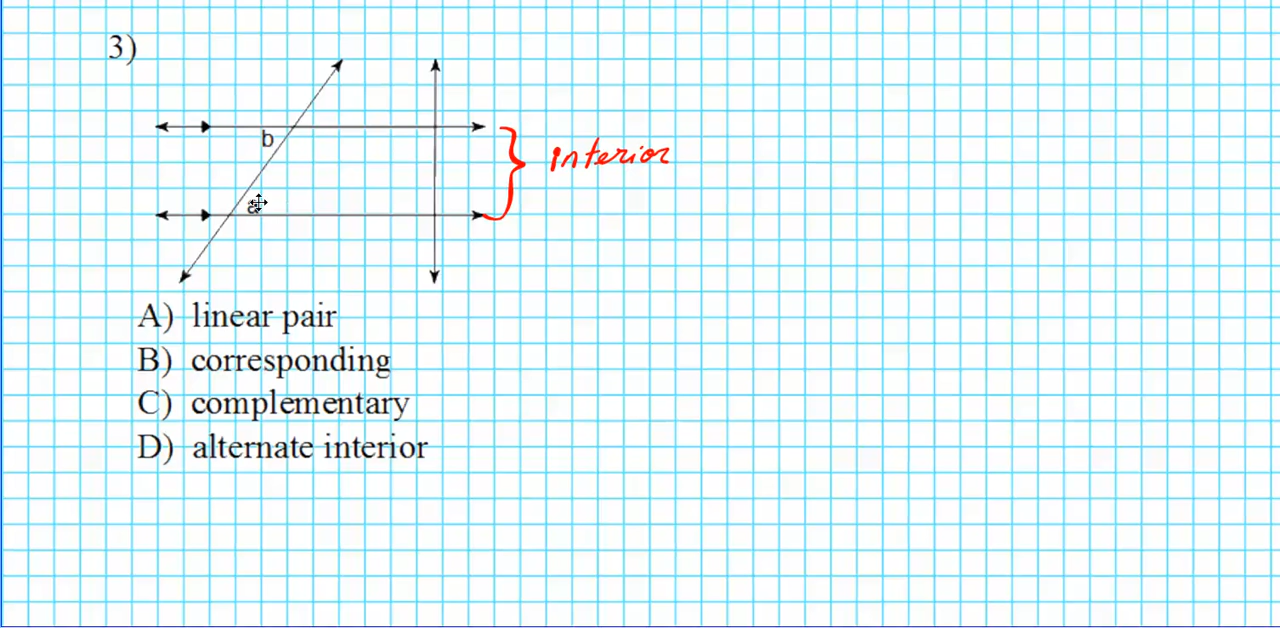 3)
b
interior
a
A) linear pair
B) corresponding
C) complementary
D) alternate interior